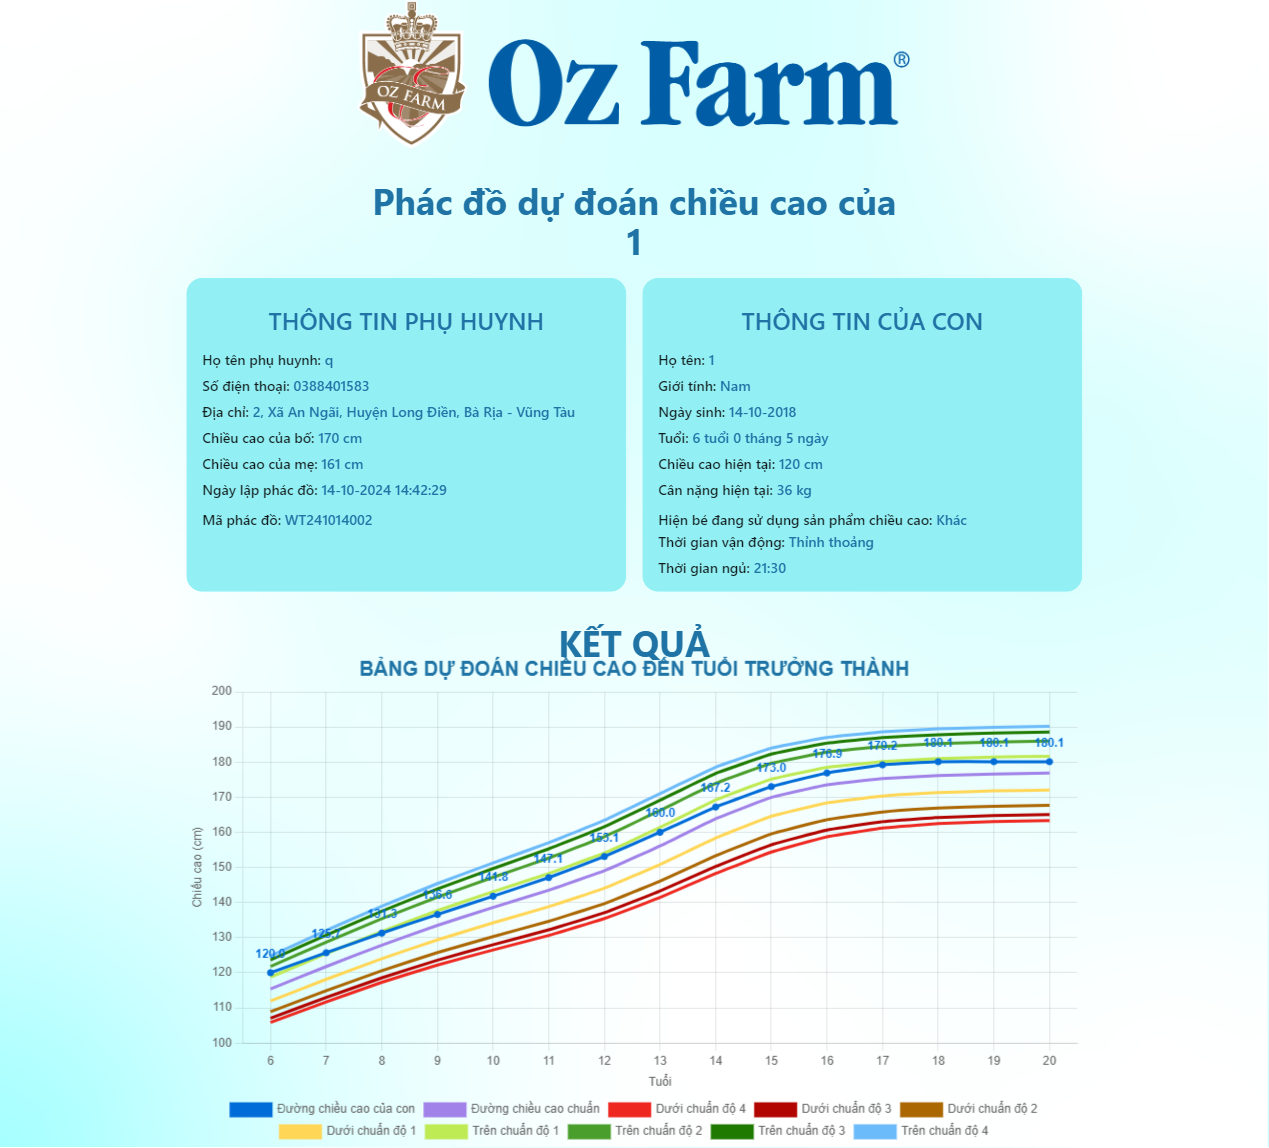 OZ FARM
Oz Farm®
Phác đồ dự đoán chiều cao của
1
THÔNG TIN PHỤ HUYNH
Họ tên phụ huynh: q
Số điện thoại: 0388401583
Địa chỉ: 2, Xã An Ngãi, Huyện Long Điền, Bà Rịa - Vũng Tàu
Chiều cao của bố: 170 cm
Chiều cao của mẹ: 161 cm
Ngày lập phác đồ: 14-10-2024 14:42:29
Mã phác đồ: WT241014002
THÔNG TIN CỦA CON
Họ tên: 1
Giới tính: Nam
Ngày sinh: 14-10-2018
Tuổi: 6 tuổi 0 tháng 5 ngày
Chiều cao hiện tại: 120 cm
Cân nặng hiện tại: 36 kg
Hiện bé đang sử dụng sản phẩm chiều cao: Khác
Thời gian vận động: Thỉnh thoảng
Thời gian ngủ: 21:30
KẾT QUẢ
BẢNG DỰ ĐOÁN CHIỀU CAO ĐẾN TUỔI TRƯỞNG THÀNH
200
190
180
170
160
150
140
130
120
110
100
Chiều cao (cm)
120.0
125.7
131.3
136.6
141.8
147.1
153.1
160.0
167.2
173.0
176.9
179.2
180.1
180.1
180.1
6 7 8 9 10 11 12 13 14 15 16 17 18 19 20
Tuổi
Đường chiều cao của con Đường chiều cao chuẩn Dưới chuẩn độ 4 Dưới chuẩn độ 3 Dưới chuẩn độ 2
Dưới chuẩn độ 1 Trên chuẩn độ 1 Trên chuẩn độ 2 Trên chuẩn độ 3 Trên chuẩn độ 4